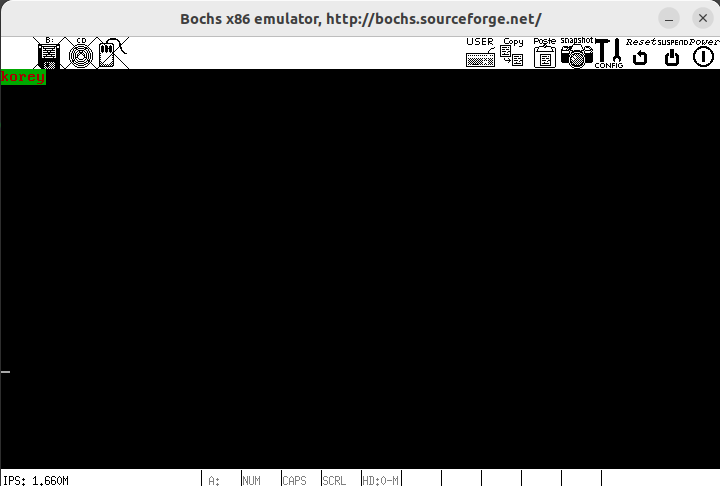 Bochs x86 emulator, http://bochs.sourceforge.net/
B: CD USER Copy Paste snapshot CONFIG Reset SUSPEND Power
korey
IPS: 1.660M A: NUM CAPS SCRL HD:0-M